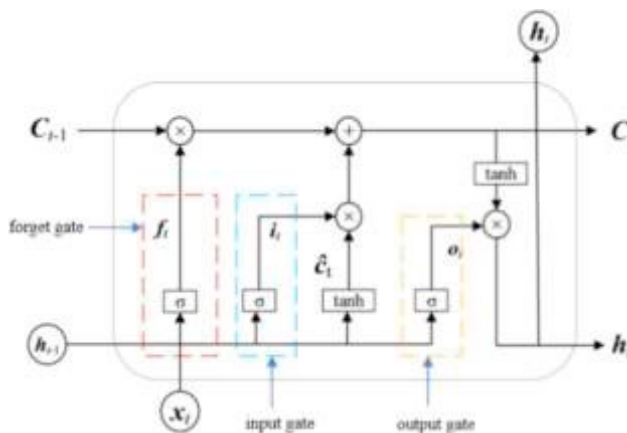 h_t
C_{t-1}
×
+
C
tanh
forget gate
f_t
i_t
×
ĉ_t
o_t
×
σ
σ
tanh
σ
h_{t-1}
h
x_t
input gate
output gate